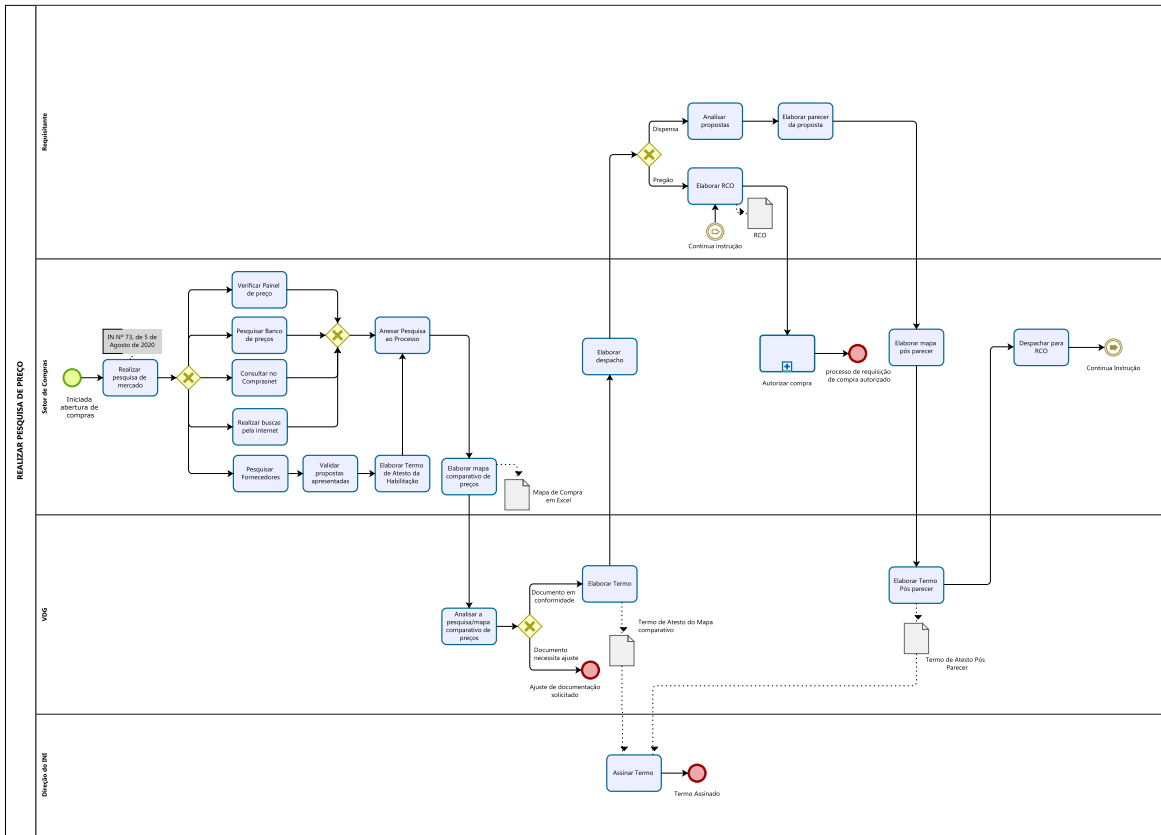 REALIZAR PESQUISA DE PREÇO
Requisitante
Dispensa
Analisar
propostas
Elaborar parecer
da proposta
Pregão
Elaborar RCO
RCO
Continua instrução
Setor de Compras
IN Nº 73, de 5 de
Agosto de 2020
Iniciada
abertura de
compras
Realizar
pesquisa de
mercado
Verificar Painel
de preço
Pesquisar Banco
de preços
Consultar no
Comprasnet
Realizar buscas
pela internet
Pesquisar
Fornecedores
Validar
propostas
apresentadas
Elaborar Termo
de Atesto da
Habilitação
Anexar Pesquisa
ao Processo
Elaborar mapa
comparativo de
preços
Mapa de Compra
em Excel
Elaborar
despacho
Autorizar compra
processo de requisição
de compra autorizado
Elaborar mapa
pós parecer
Despachar para
RCO
Continua Instrução
VDG
Analisar a
pesquisa/mapa
comparativo de
preços
Documento em
conformidade
Documento
necessita ajuste
Ajuste de documentação
solicitado
Elaborar Termo
Termo de Atesto do Mapa
comparativo
Elaborar Termo
Pós parecer
Termo de Atesto Pós
Parecer
Direção do INI
Assinar Termo
Termo Assinado